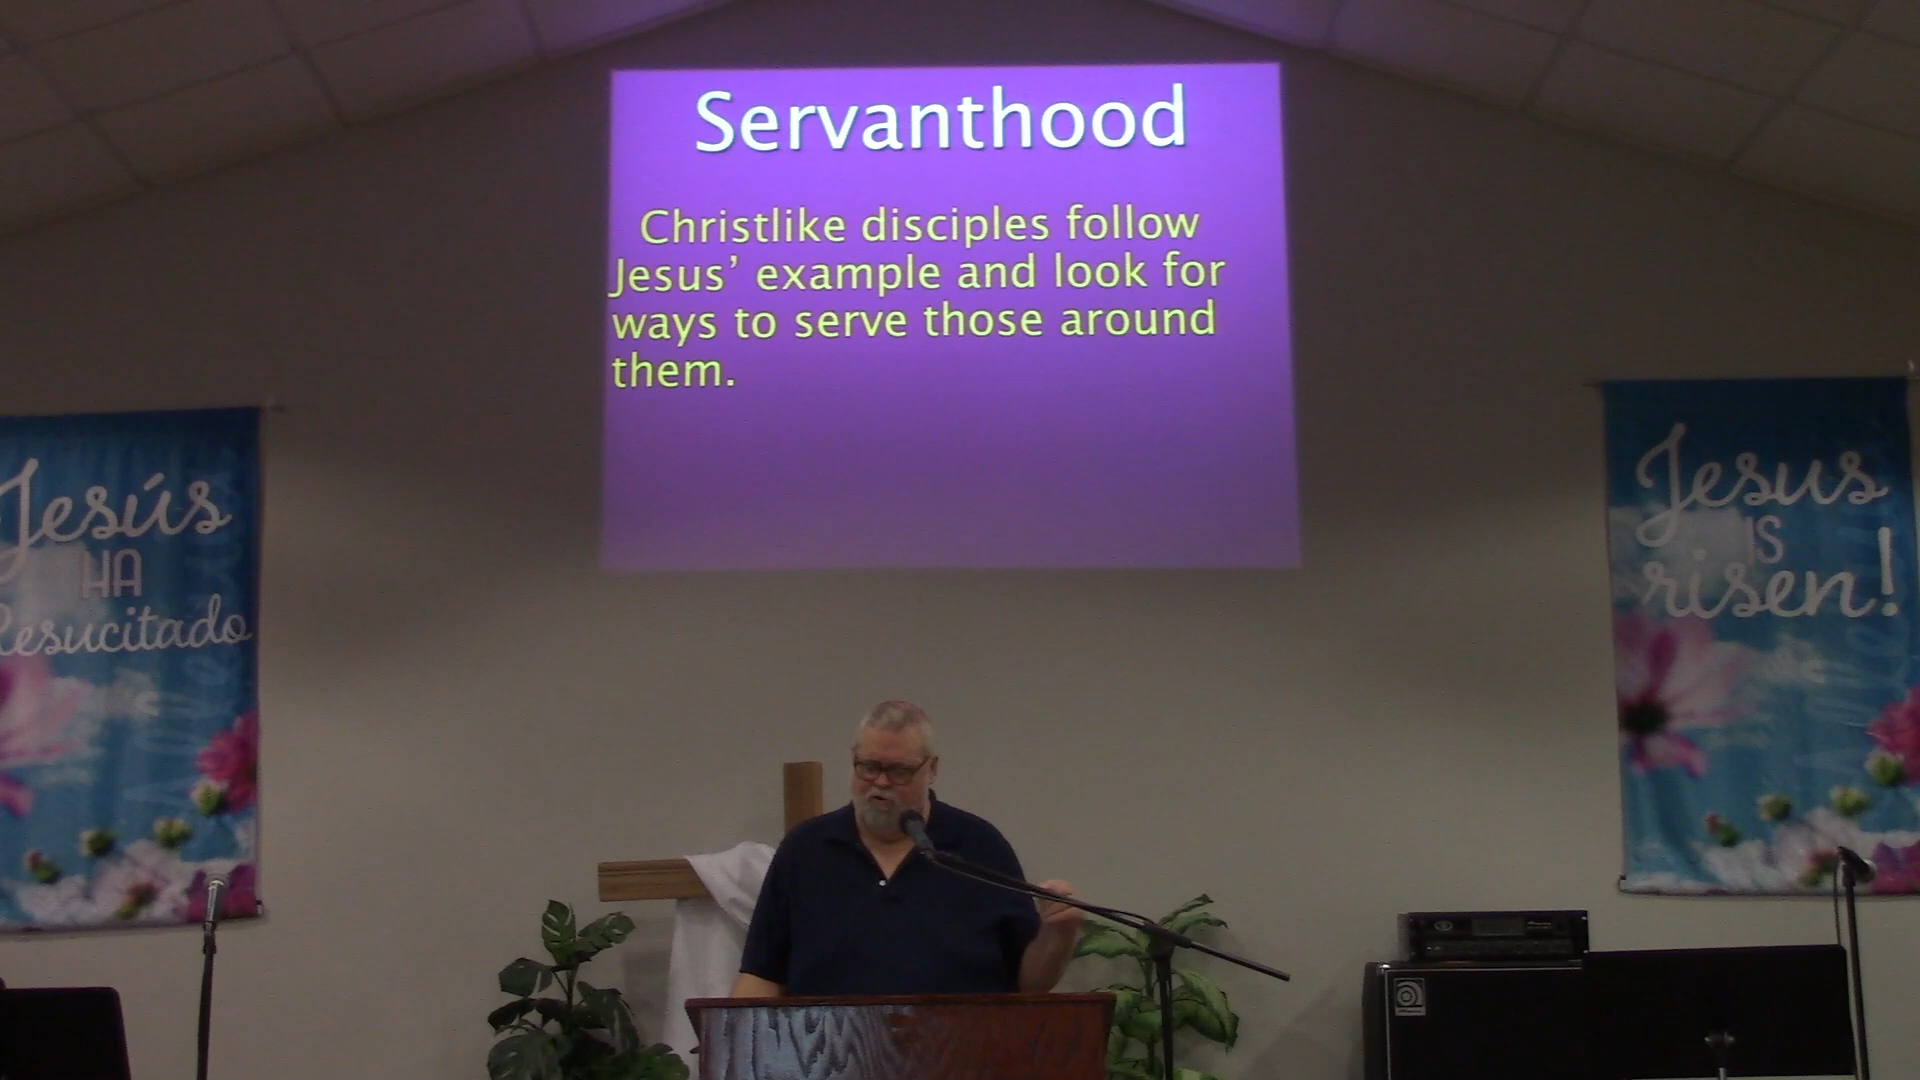 Servanthood
Christlike disciples follow
Jesus’ example and look for
ways to serve those around
them.
Jesús
HA
Resucitado
Jesus
IS
risen!